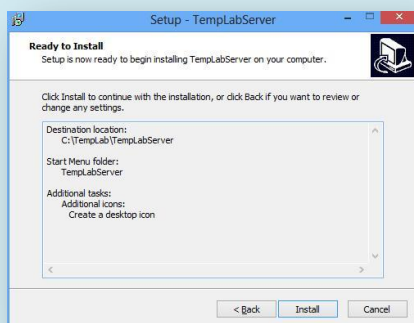 Setup - TempLabServer
Ready to Install
Setup is now ready to begin installing TempLabServer on your computer.
Click Install to continue with the installation, or click Back if you want to review or
change any settings.
Destination location:
C:\TempLab\TempLabServer
Start Menu folder:
TempLabServer
Additional tasks:
Additional icons:
Create a desktop icon
< Back
Install
Cancel